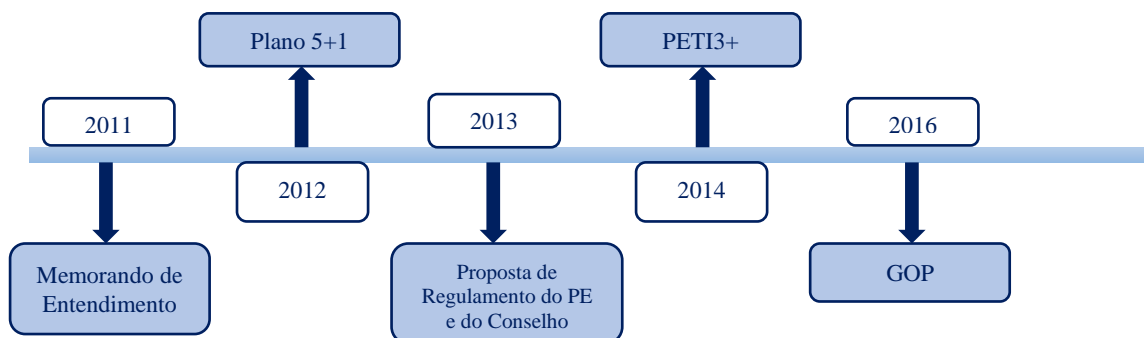 Plano 5+1
PETI3+
2011
2013
2016
2012
2014
Memorando de
Entendimento
Proposta de
Regulamento do PE
e do Conselho
GOP